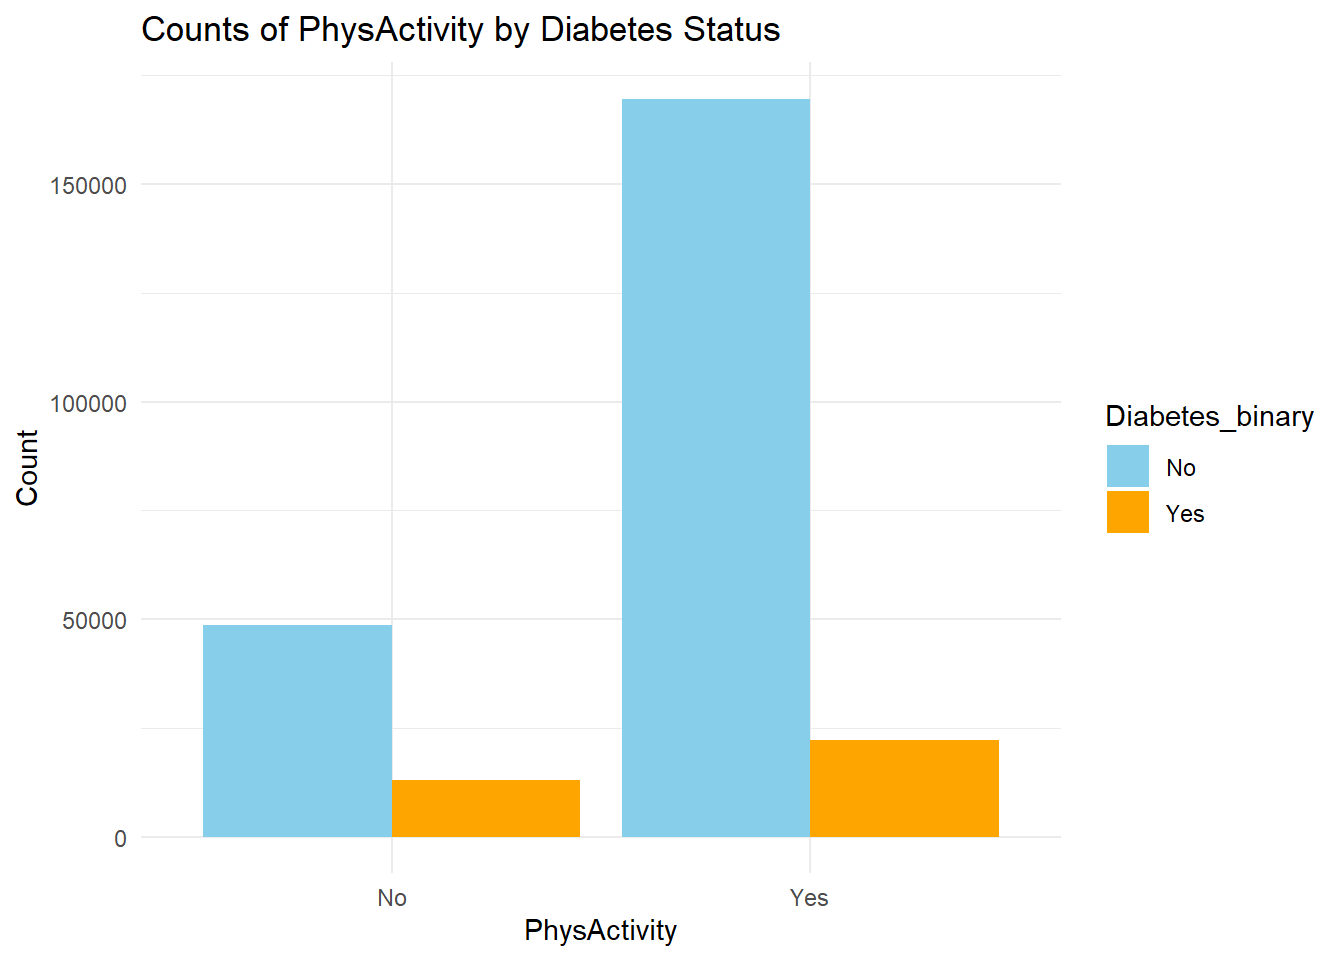 Counts of PhysActivity by Diabetes Status
150000
100000
50000
0
Count
No
Yes
PhysActivity
Diabetes_binary
No
Yes